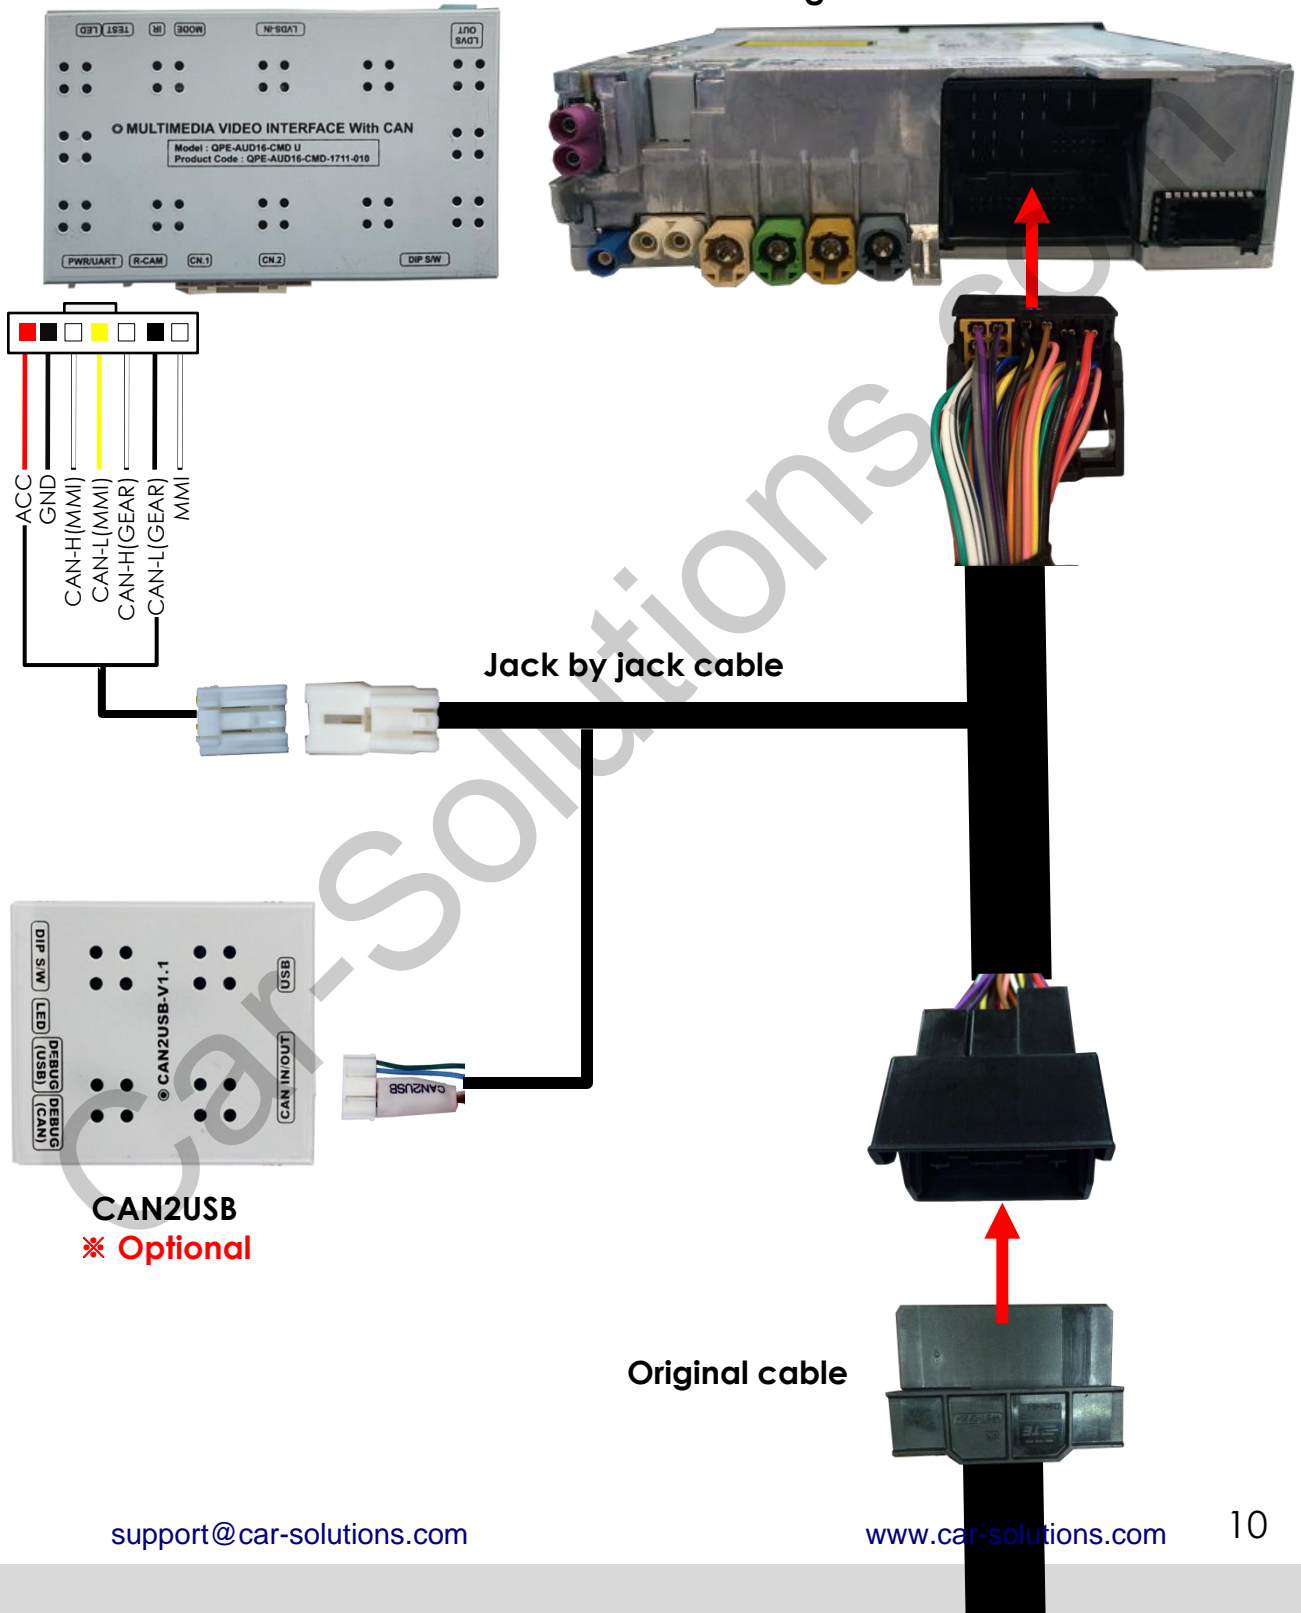 LED TEST IR MODE LVDS-IN LDVS OUT
MULTIMEDIA VIDEO INTERFACE With CAN
Model : QPE-AUD16-CMD U
Product Code : QPE-AUD16-CMD-1711-010
PWR/UART R-CAM CN.1 CN.2 DIP S/W
ACC
GND
CAN-H(MMI)
CAN-L(MMI)
CAN-H(GEAR)
CAN-L(GEAR)
MMI
Jack by jack cable
DIP S/W
LED
DEBUG (USB)
DEBUG (CAN)
CAN2USB-V1.1
USB
CAN IN/OUT
CAN2USB
CAN2USB
※ Optional
Original cable
TE
Car-Solutions.com
support@car-solutions.com
www.car-solutions.com
10